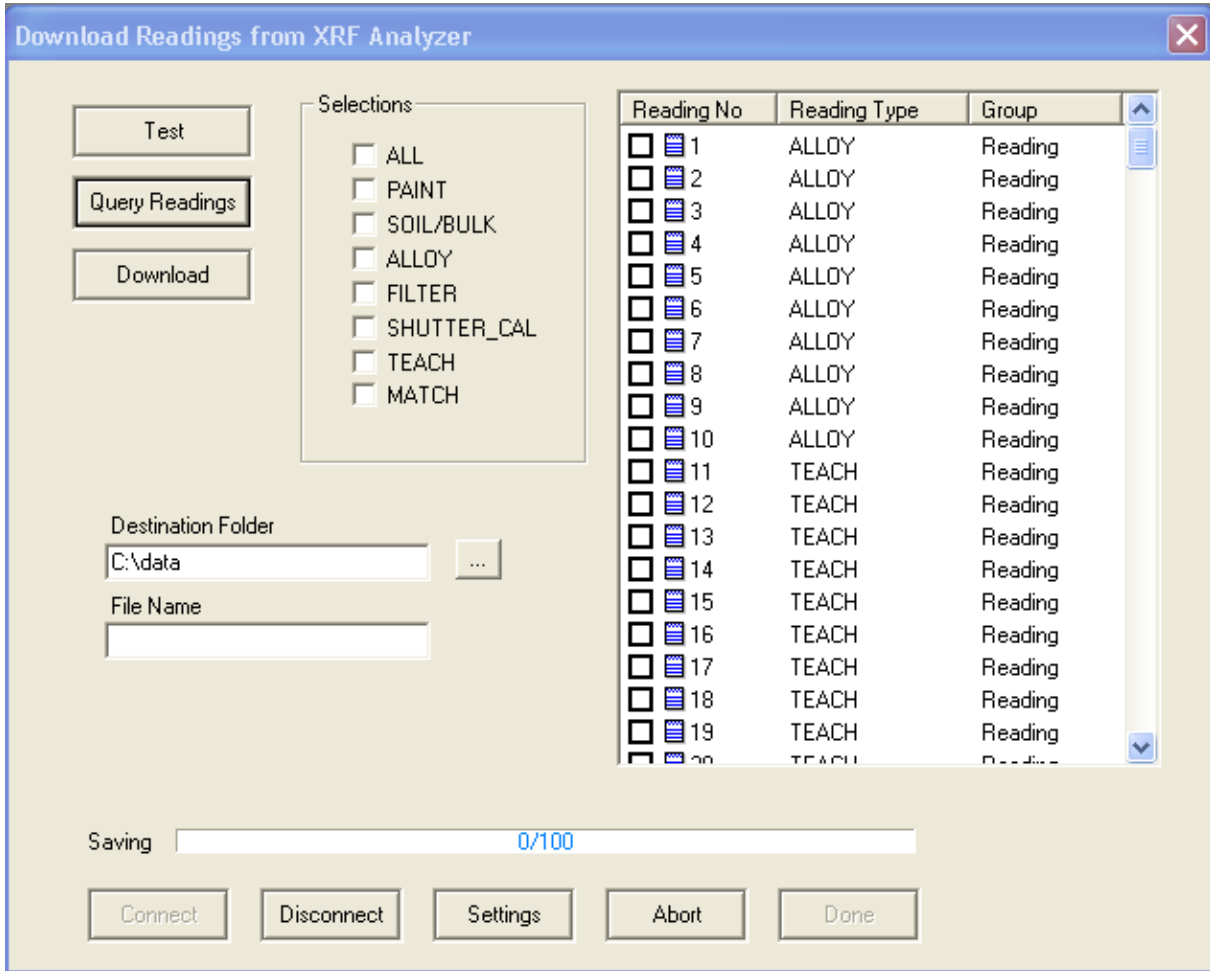 Download Readings from XRF Analyzer
Test
Query Readings
Download
Selections
ALL
PAINT
SOIL/BULK
ALLOY
FILTER
SHUTTER_CAL
TEACH
MATCH
Destination Folder
C:\data
...
File Name
Reading No Reading Type Group
1 ALLOY Reading
2 ALLOY Reading
3 ALLOY Reading
4 ALLOY Reading
5 ALLOY Reading
6 ALLOY Reading
7 ALLOY Reading
8 ALLOY Reading
9 ALLOY Reading
10 ALLOY Reading
11 TEACH Reading
12 TEACH Reading
13 TEACH Reading
14 TEACH Reading
15 TEACH Reading
16 TEACH Reading
17 TEACH Reading
18 TEACH Reading
19 TEACH Reading
20 TEACH Reading
Saving 0/100
Connect Disconnect Settings Abort Done